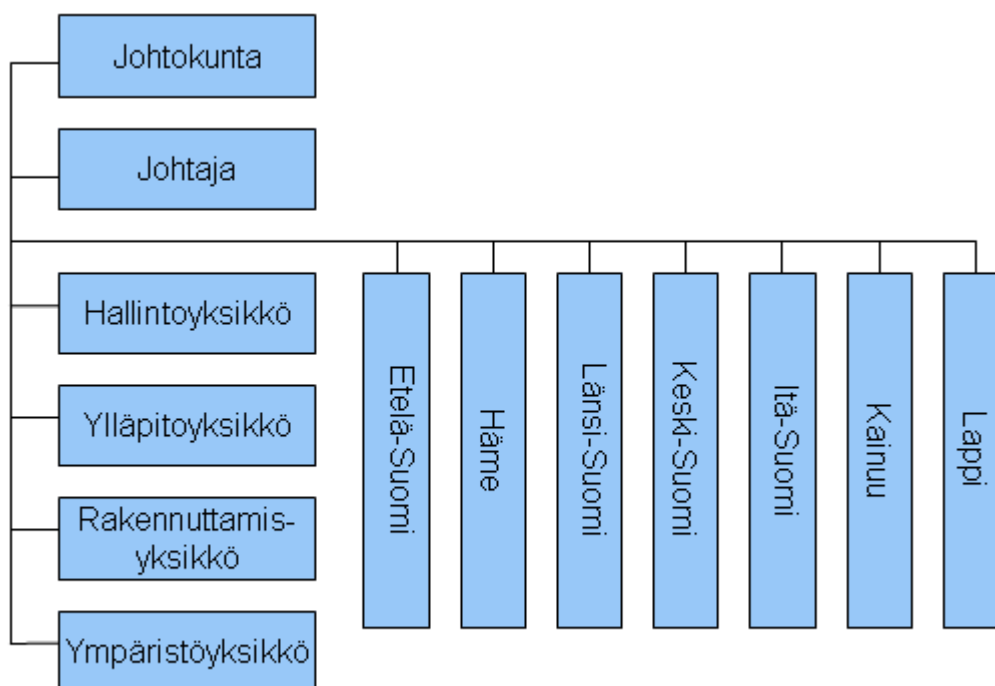 Johtokunta
Johtaja
Hallintoyksikkö
Ylläpitoyksikkö
Rakennuttamis-
yksikkö
Ympäristöyksikkö
Etelä-Suomi
Häme
Länsi-Suomi
Keski-Suomi
Itä-Suomi
Kainuu
Lappi